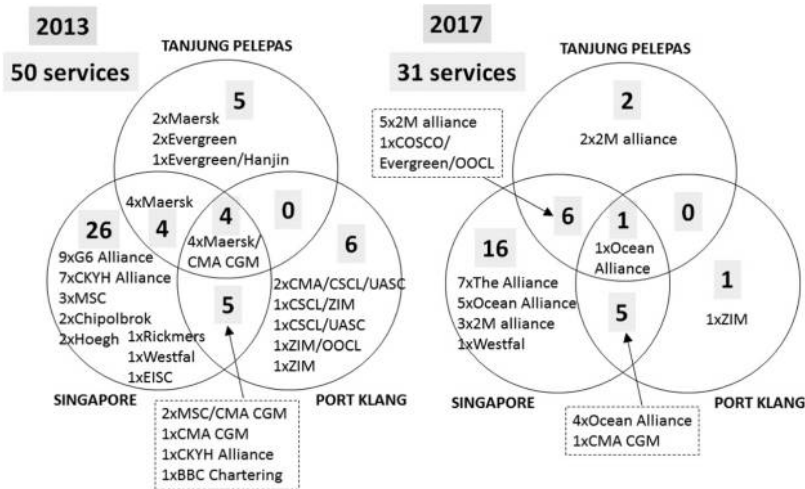 2013
50 services
TANJUNG PELEPAS
5
2xMaersk
2xEvergreen
1xEvergreen/Hanjin
4xMaersk
4
4
4xMaersk/
CMA CGM
0
26
9xG6 Alliance
7xCKYH Alliance
3xMSC
2xChipolbrok
2xHoegh
1xRickmers
1xWestfal
1xEISC
6
2xCMA/CSCL/UASC
1xCSCL/ZIM
1xCSCL/UASC
1xZIM/OOCL
1xZIM
5
SINGAPORE
PORT KLANG
2xMSC/CMA CGM
1xCMA CGM
1xCKYH Alliance
1xBBC Chartering
2017
31 services
TANJUNG PELEPAS
2
2x2M alliance
5x2M alliance
1xCOSCO/
Evergreen/OOCL
6
1
1xOcean
Alliance
0
16
7xThe Alliance
5xOcean Alliance
3x2M alliance
1xWestfal
1
1xZIM
5
SINGAPORE
PORT KLANG
4xOcean Alliance
1xCMA CGM